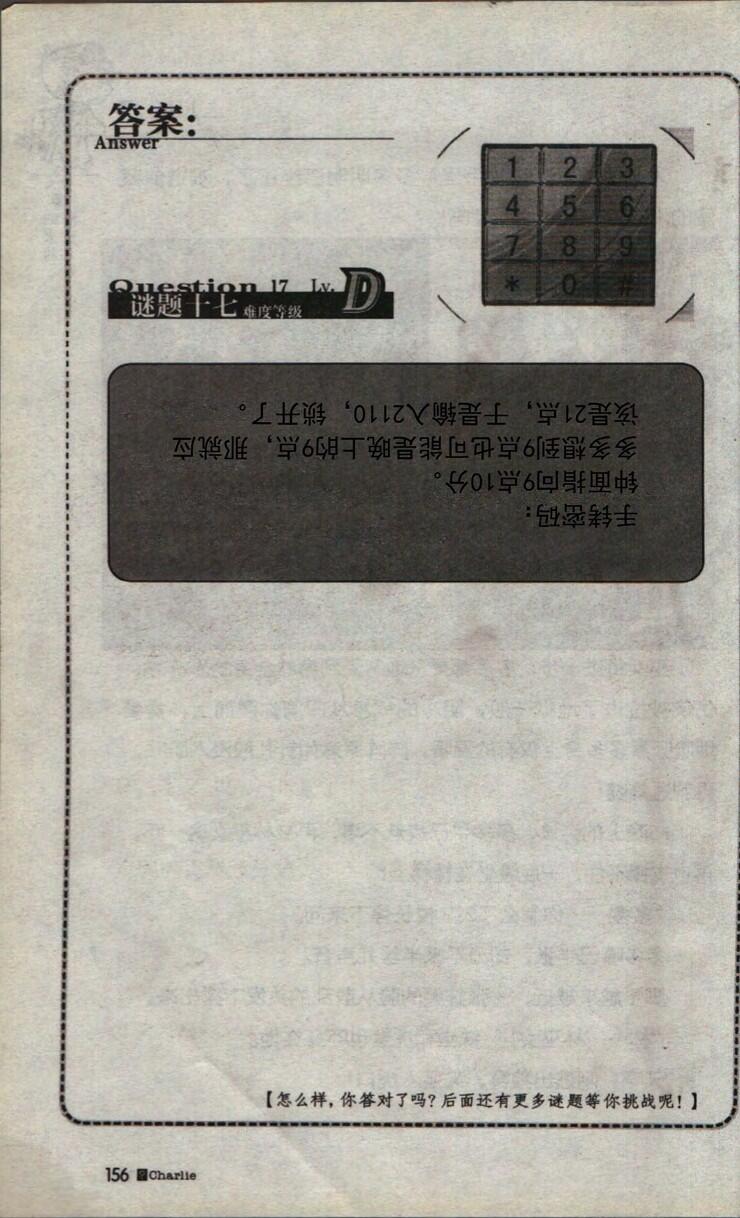 答案：
Answer
1 2 3
4 5 6
7 8 9
* 0 #
Question 17 Lv. D
谜题十七 难度等级
手铐密码：
钟面指向9点10分。
多多想到9点也可能是晚上的9点，那就应
该是21点，于是输入2110，锁开了。
【怎么样，你答对了吗？后面还有更多谜题等你挑战呢！】
156 Charlie